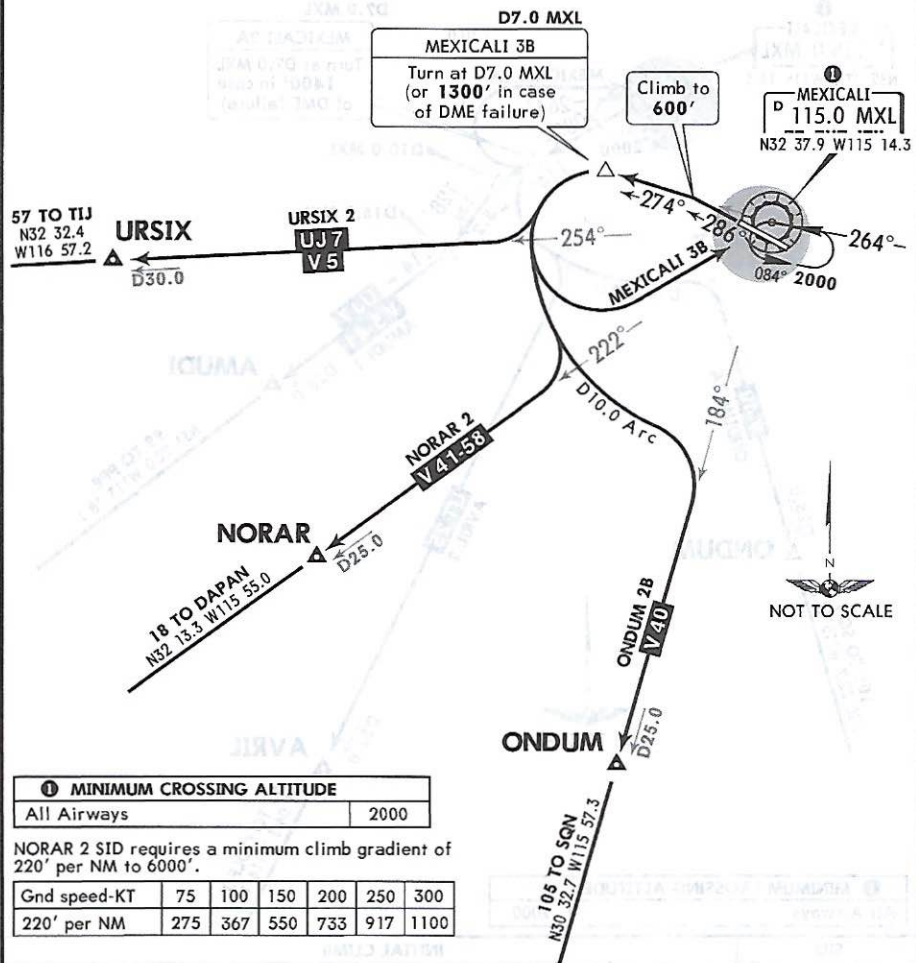 D7.0 MXL
MEXICALI 3B
Turn at D7.0 MXL
(or 1300' in case
of DME failure)
Climb to
600'
❶
MEXICALI
D 115.0 MXL
N32 37.9 W115 14.3
274°
286°
264°
084° 2000
MEXICALI 3B
57 TO TIJ
N32 32.4
W116 57.2
URSIX
URSIX 2
UJ7
V5
D30.0
254°
222°
D10.0 Arc
184°
NORAR 2
V41-58
NORAR
D25.0
18 TO DAPAN
N32 13.3 W115 55.0
ONDUM 2B
V40
N
NOT TO SCALE
ONDUM
D25.0
105 TO SQN
N30 32.7 W115 57.3
❶ MINIMUM CROSSING ALTITUDE
All Airways 2000
NORAR 2 SID requires a minimum climb gradient of
220' per NM to 6000'.
Gnd speed-KT 75 100 150 200 250 300
220' per NM 275 367 550 733 917 1100